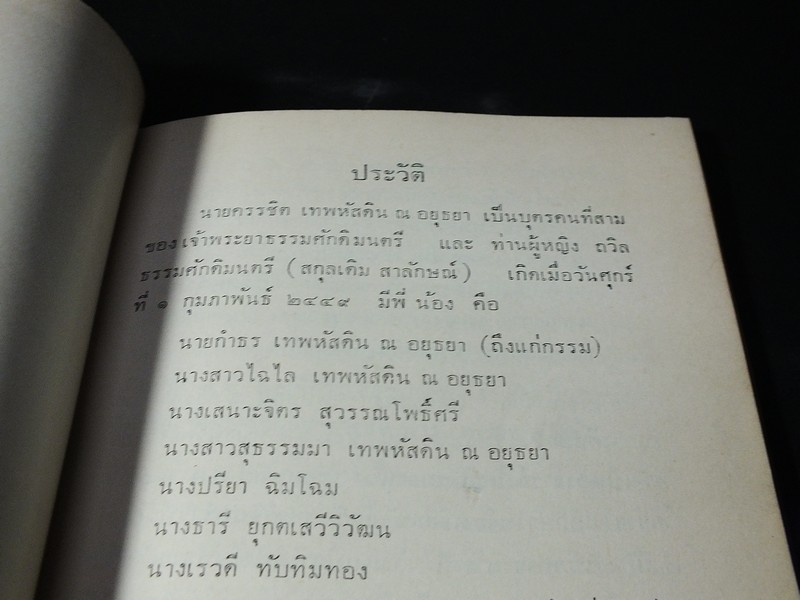 ประวัติ
นายครรชิต เทพหัสดิน ณ อยุธยา เป็นบุตรคนที่สาม
ของเจ้าพระยาธรรมศักดิมนตรี และ ท่านผู้หญิง ถวิล
ธรรมศักดิมนตรี (สกุลเดิม สาลักษณ์) เกิดเมื่อวันศุกร์
ที่ ๑ กุมภาพันธ์ ๒๔๔๙ มีพี่ น้อง คือ
นายกำธร เทพหัสดิน ณ อยุธยา (ถึงแก่กรรม)
นางสาวไฉไล เทพหัสดิน ณ อยุธยา
นางเสนาะจิตร สุวรรณโพธิ์ศรี
นางสาวสุธรรมมา เทพหัสดิน ณ อยุธยา
นางปรียา ฉิมโฉม
นางธารี ยุกตเสวีวิวัฒน
นางเรวดี ทับทิมทอง